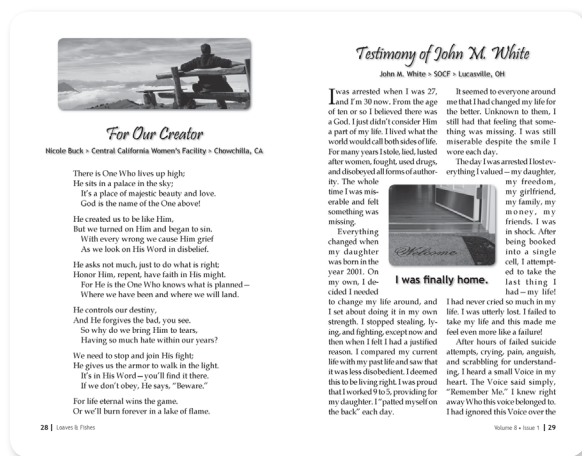 For Our Creator
Nicole Buck » Central California Women's Facility » Chowchilla, CA
There is One Who lives up high;
He sits in a palace in the sky;
It's a place of majestic beauty and love.
God is the name of the One above!
He created us to be like Him,
But we turned on Him and began to sin.
With every wrong we cause Him grief
As we look on His Word in disbelief.
He asks not much, just to do what is right;
Honor Him, repent, have faith in His might.
For He is the One Who knows what is planned—
Where we have been and where we will land.
He controls our destiny,
And He forgives the bad, you see.
So why do we bring Him to tears,
Having so much hate within our years?
We need to stop and join His fight;
He gives us the armor to walk in the light.
It's in His Word—you'll find it there.
If we don't obey, He says, "Beware."
For life eternal wins the game.
Or we'll burn forever in a lake of flame.
28 | Loaves & Fishes
Testimony of John M. White
John M. White » SOCF » Lucasville, OH
I was arrested when I was 27,
and I'm 30 now. From the age
of ten or so I believed there was
a God. I just didn't consider Him
a part of my life. I lived what the
world would call both sides of life.
For many years I stole, lied, lusted
after women, fought, used drugs,
and disobeyed all forms of author-
ity. The whole
time I was mis-
erable and felt
something was
missing.
Everything
changed when
my daughter
was born in the
year 2001. On
my own, I de-
cided I needed
to change my life around, and
I set about doing it in my own
strength. I stopped stealing, ly-
ing, and fighting, except now and
then when I felt I had a justified
reason. I compared my current
life with my past life and saw that
it was less disobedient. I deemed
this to be living right. I was proud
that I worked 9 to 5, providing for
my daughter. I "patted myself on
the back" each day.
Welcome
I was finally home.
It seemed to everyone around
me that I had changed my life for
the better. Unknown to them, I
still had that feeling that some-
thing was missing. I was still
miserable despite the smile I
wore each day.
The day I was arrested I lost ev-
erything I valued—my daughter,
my freedom,
my girlfriend,
my family, my
money, my
friends. I was
in shock. After
being booked
into a single
cell, I attempt-
ed to take the
last thing I
had—my life!
I had never cried so much in my
life. I was utterly lost. I failed to
take my life and this made me
feel even more like a failure!
After hours of failed suicide
attempts, crying, pain, anguish,
and scrabbling for understand-
ing, I heard a small Voice in my
heart. The Voice said simply,
"Remember Me." I knew right
away Who this voice belonged to.
I had ignored this Voice over the
Volume 8 • Issue 1 | 29